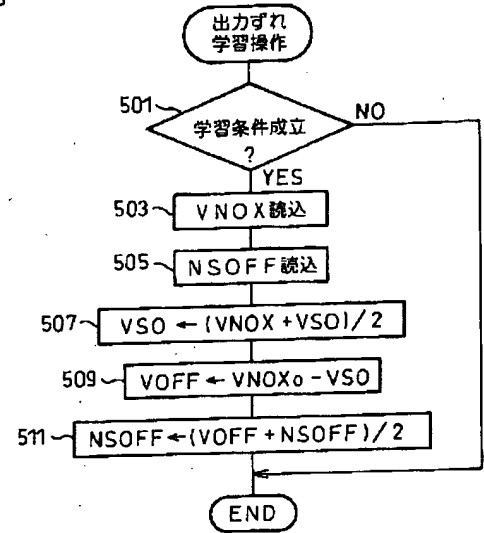 出力ずれ
学習操作
501
学習条件成立
?
NO
YES
503
VNOX読込
505
NSOFF読込
507
VSO ← (VNOX + VSO) / 2
509
VOFF ← VNOX₀ - VSO
511
NSOFF ← (VOFF + NSOFF) / 2
END